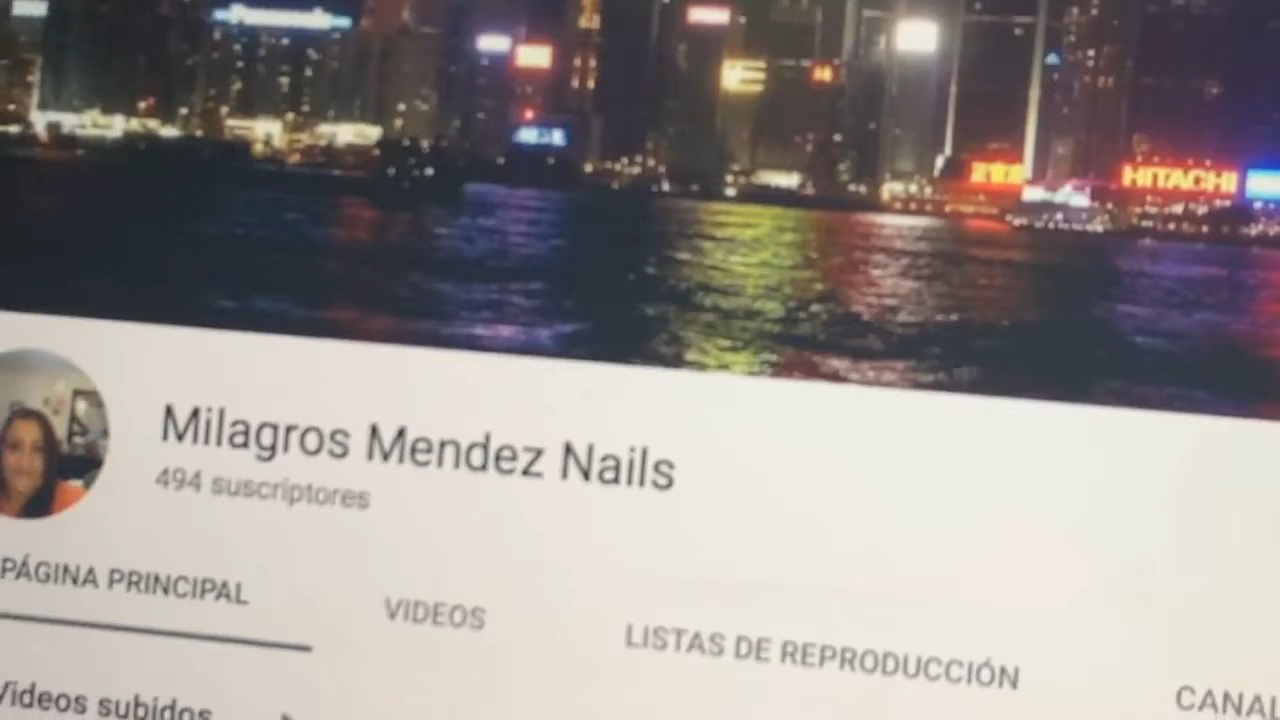 HITACHI
Milagros Mendez Nails
494 suscriptores
PÁGINA PRINCIPAL
VIDEOS
LISTAS DE REPRODUCCIÓN
CANAL
Videos subidos